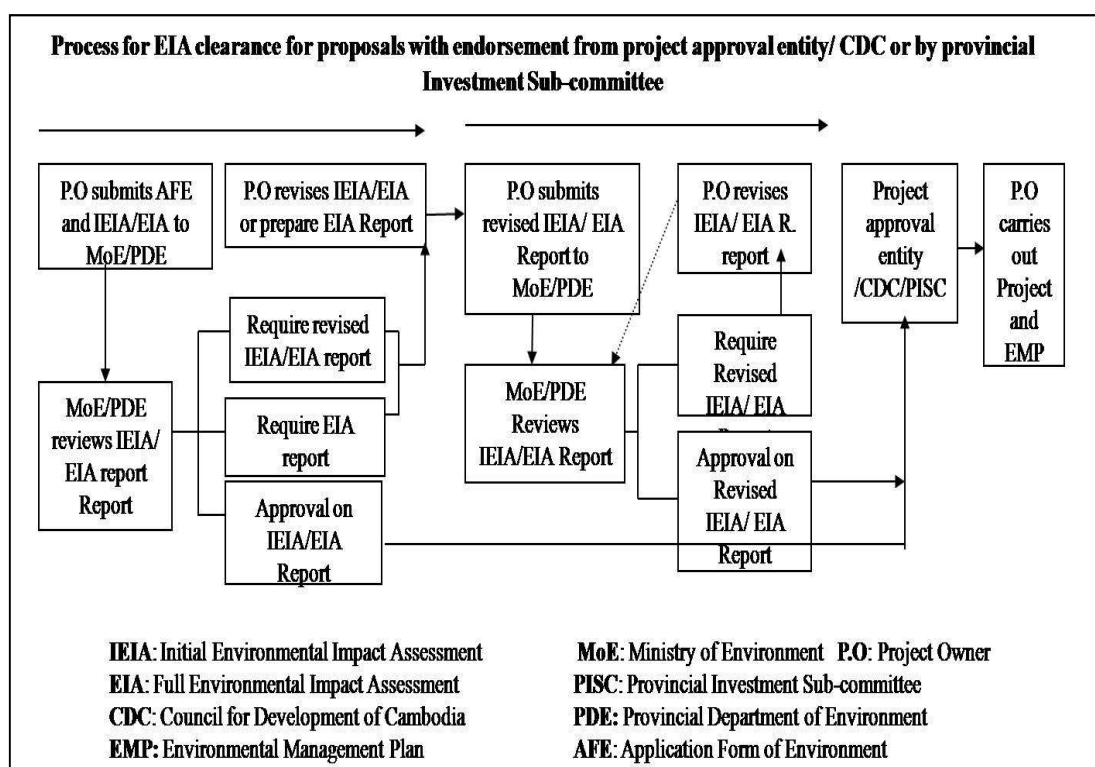 Process for EIA clearance for proposals with endorsement from project approval entity/ CDC or by provincial
Investment Sub-committee
P.O submits AFE
and IEIA/EIA to
MoE/PDE
P.O revises IEIA/EIA
or prepare EIA Report
P.O submits
revised IEIA/ EIA
Report to
MoE/PDE
P.O revises
IEIA/ EIA R.
report
Project
approval
entity
/CDC/PISC
P.O
carries
out
Project
and
EMP
Require revised
IEIA/EIA report
MoE/PDE
reviews IEIA/
EIA report
Report
Require EIA
report
Approval on
IEIA/EIA
Report
MoE/PDE
Reviews
IEIA/EIA Report
Require
Revised
IEIA/ EIA
Approval on
Revised
IEIA/ EIA
Report
IEIA: Initial Environmental Impact Assessment
EIA: Full Environmental Impact Assessment
CDC: Council for Development of Cambodia
EMP: Environmental Management Plan
MoE: Ministry of Environment P.O: Project Owner
PISC: Provincial Investment Sub-committee
PDE: Provincial Department of Environment
AFE: Application Form of Environment